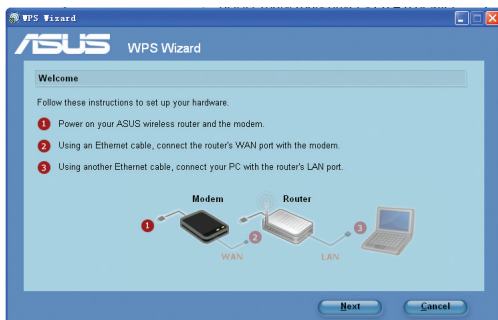 WPS Wizard
ASUS WPS Wizard
Welcome
Follow these instructions to set up your hardware.
1 Power on your ASUS wireless router and the modem.
2 Using an Ethernet cable, connect the router's WAN port with the modem.
3 Using another Ethernet cable, connect your PC with the router's LAN port.
Modem Router
1 2 3
WAN LAN
Next Cancel